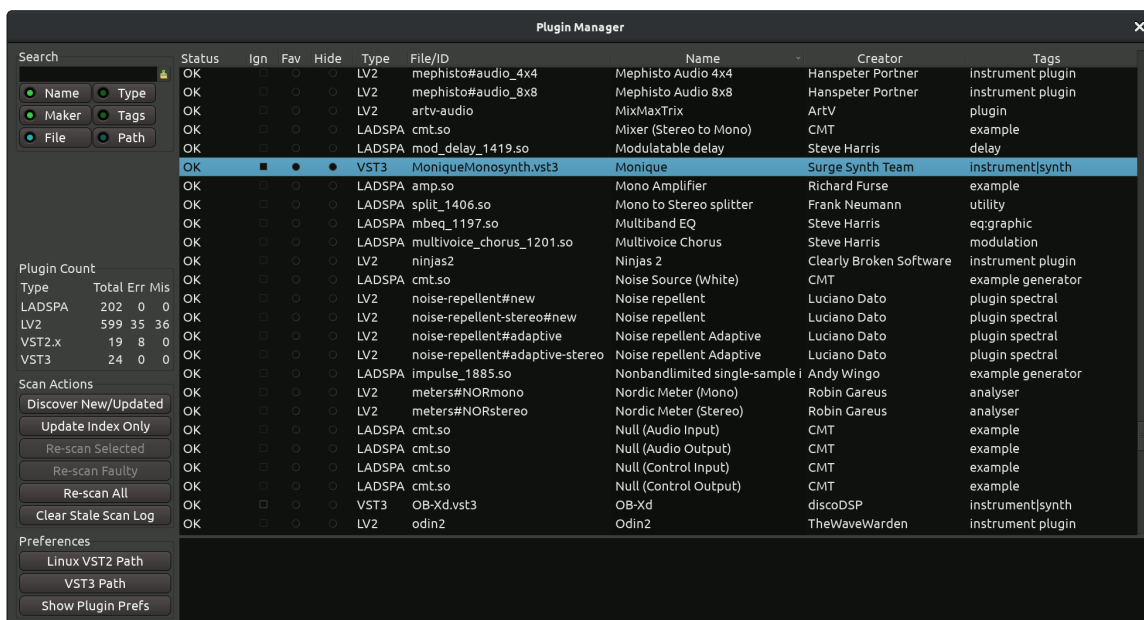 Plugin Manager
Search
Name Type
Maker Tags
File Path
Plugin Count
Type Total Err Mis
LADSPA 202 0 0
LV2 599 35 36
VST2.x 19 8 0
VST3 24 0 0
Scan Actions
Discover New/Updated
Update Index Only
Re-scan Selected
Re-scan Faulty
Re-scan All
Clear Stale Scan Log
Preferences
Linux VST2 Path
VST3 Path
Show Plugin Prefs
Status Ign Fav Hide Type File/ID Name Creator Tags
OK LV2 mephisto#audio_4x4 Mephisto Audio 4x4 Hanspeter Portner instrument plugin
OK LV2 mephisto#audio_8x8 Mephisto Audio 8x8 Hanspeter Portner instrument plugin
OK LV2 artv-audio MixMaxTrix ArtV plugin
OK LADSPA cmt.so Mixer (Stereo to Mono) CMT example
OK LADSPA mod_delay_1419.so Modulatable delay Steve Harris delay
OK VST3 MoniqueMonosynth.vst3 Monique Surge Synth Team instrument|synth
OK LADSPA amp.so Mono Amplifier Richard Furse example
OK LADSPA split_1406.so Mono to Stereo splitter Frank Neumann utility
OK LADSPA mbeq_1197.so Multiband EQ Steve Harris eq:graphic
OK LADSPA multivoice_chorus_1201.so Multivoice Chorus Steve Harris modulation
OK LV2 ninjas2 Ninjas 2 Clearly Broken Software instrument plugin
OK LADSPA cmt.so Noise Source (White) CMT example generator
OK LV2 noise-repellent#new Noise repellent Luciano Dato plugin spectral
OK LV2 noise-repellent-stereo#new Noise repellent Luciano Dato plugin spectral
OK LV2 noise-repellent#adaptive Noise repellent Adaptive Luciano Dato plugin spectral
OK LV2 noise-repellent#adaptive-stereo Noise repellent Adaptive Luciano Dato plugin spectral
OK LADSPA impulse_1885.so Nonbandlimited single-sample i Andy Wingo example generator
OK LV2 meters#NORmono Nordic Meter (Mono) Robin Gareus analyser
OK LV2 meters#NORstereo Nordic Meter (Stereo) Robin Gareus analyser
OK LADSPA cmt.so Null (Audio Input) CMT example
OK LADSPA cmt.so Null (Audio Output) CMT example
OK LADSPA cmt.so Null (Control Input) CMT example
OK LADSPA cmt.so Null (Control Output) CMT example
OK VST3 OB-Xd.vst3 OB-Xd discoDSP instrument|synth
OK LV2 odin2 Odin2 TheWaveWarden instrument plugin